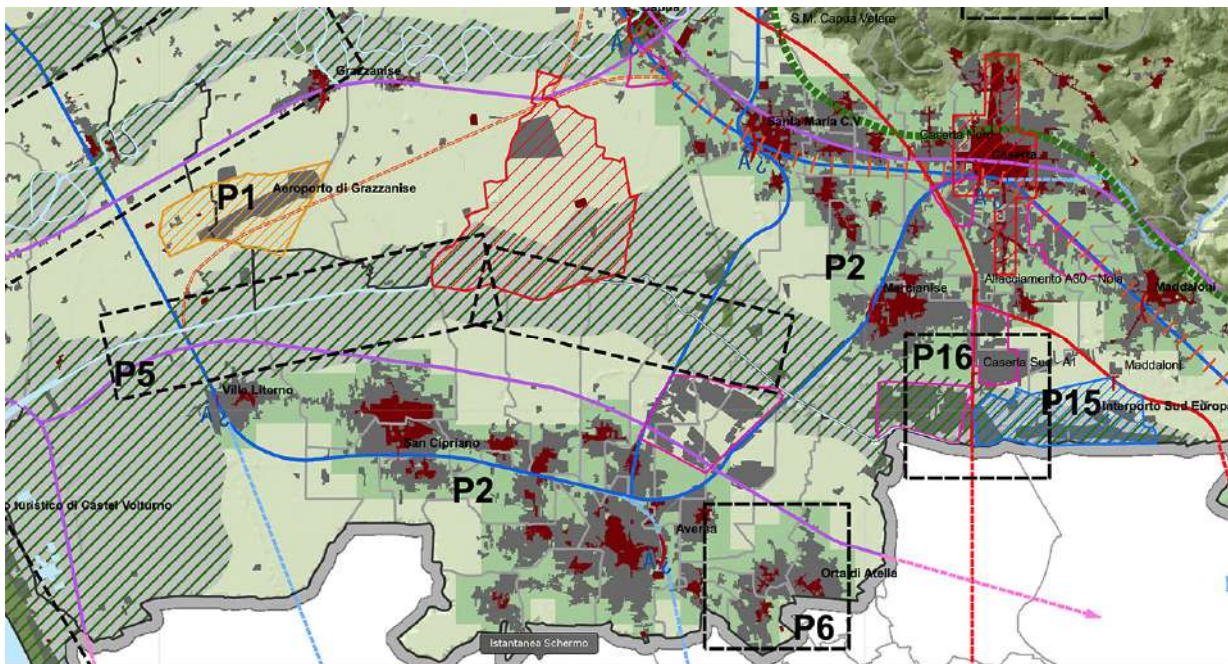 Capua
S.M. Capua Vetere
Grazzanise
Santa Maria C.V
Caserta Nord
Caserta
P1
Aeroporto di Grazzanise
P2
Marcianise
Allacciamento A30 - Nola
Maddaloni
P16
Caserta Sud - A1
Maddaloni
P5
Villa Literno
P15
Interporto Sud Europa
San Cipriano
P2
o turistico di Castel Volturno
Aversa
Orta di Atella
P6
Istantanea Schermo